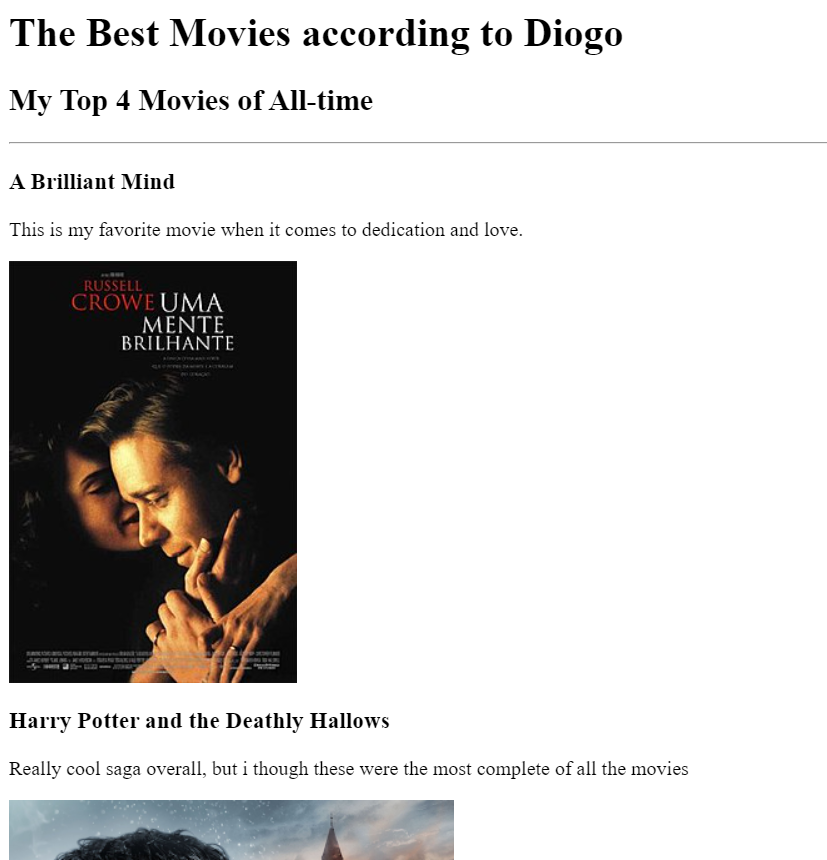 The Best Movies according to Diogo
My Top 4 Movies of All-time
A Brilliant Mind
This is my favorite movie when it comes to dedication and love.
RUSSELL
CROWE UMA
MENTE
BRILHANTE
Harry Potter and the Deathly Hallows
Really cool saga overall, but i though these were the most complete of all the movies